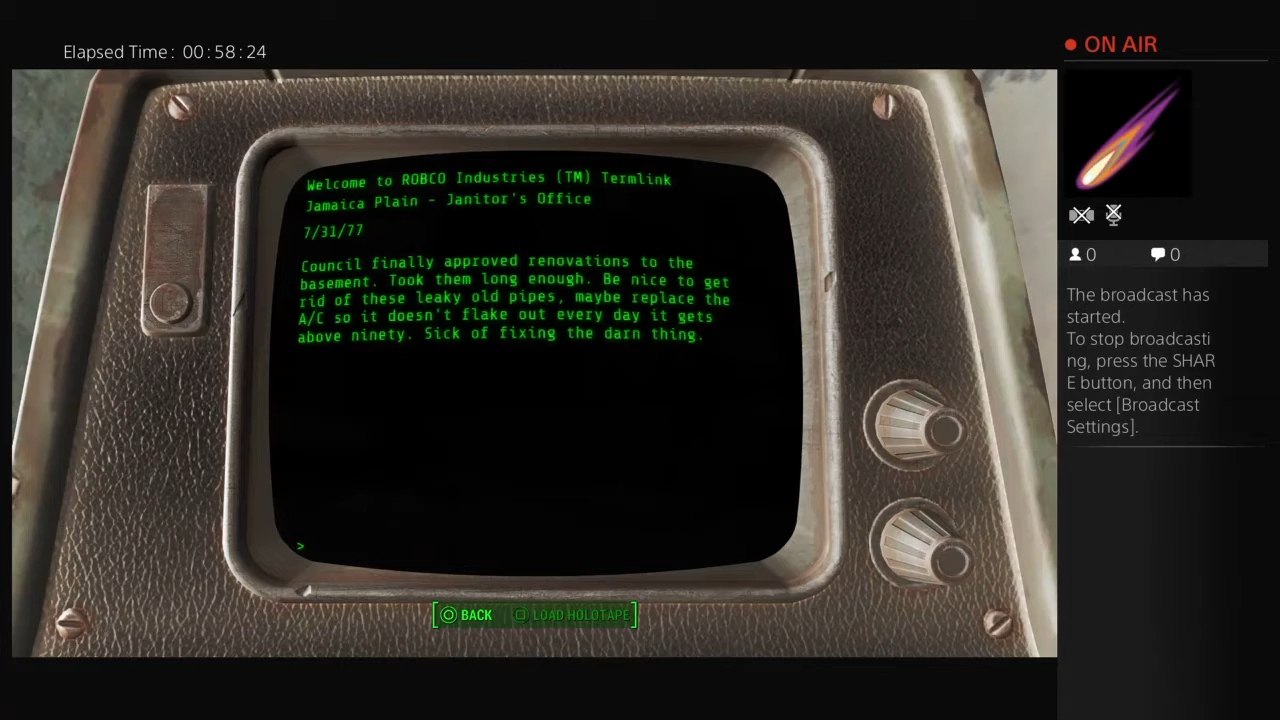 Elapsed Time: 00:58:24
ON AIR
Welcome to ROBCO Industries (TM) Termlink
Jamaica Plain - Janitor's Office
7/31/77
Council finally approved renovations to the
basement. Took them long enough. Be nice to get
rid of these leaky old pipes, maybe replace the
A/C so it doesn't flake out every day it gets
above ninety. Sick of fixing the darn thing.
>
BACK
LOAD HOLOTAPE
0
0
The broadcast has
started.
To stop broadcasti
ng, press the SHAR
E button, and then
select [Broadcast
Settings].